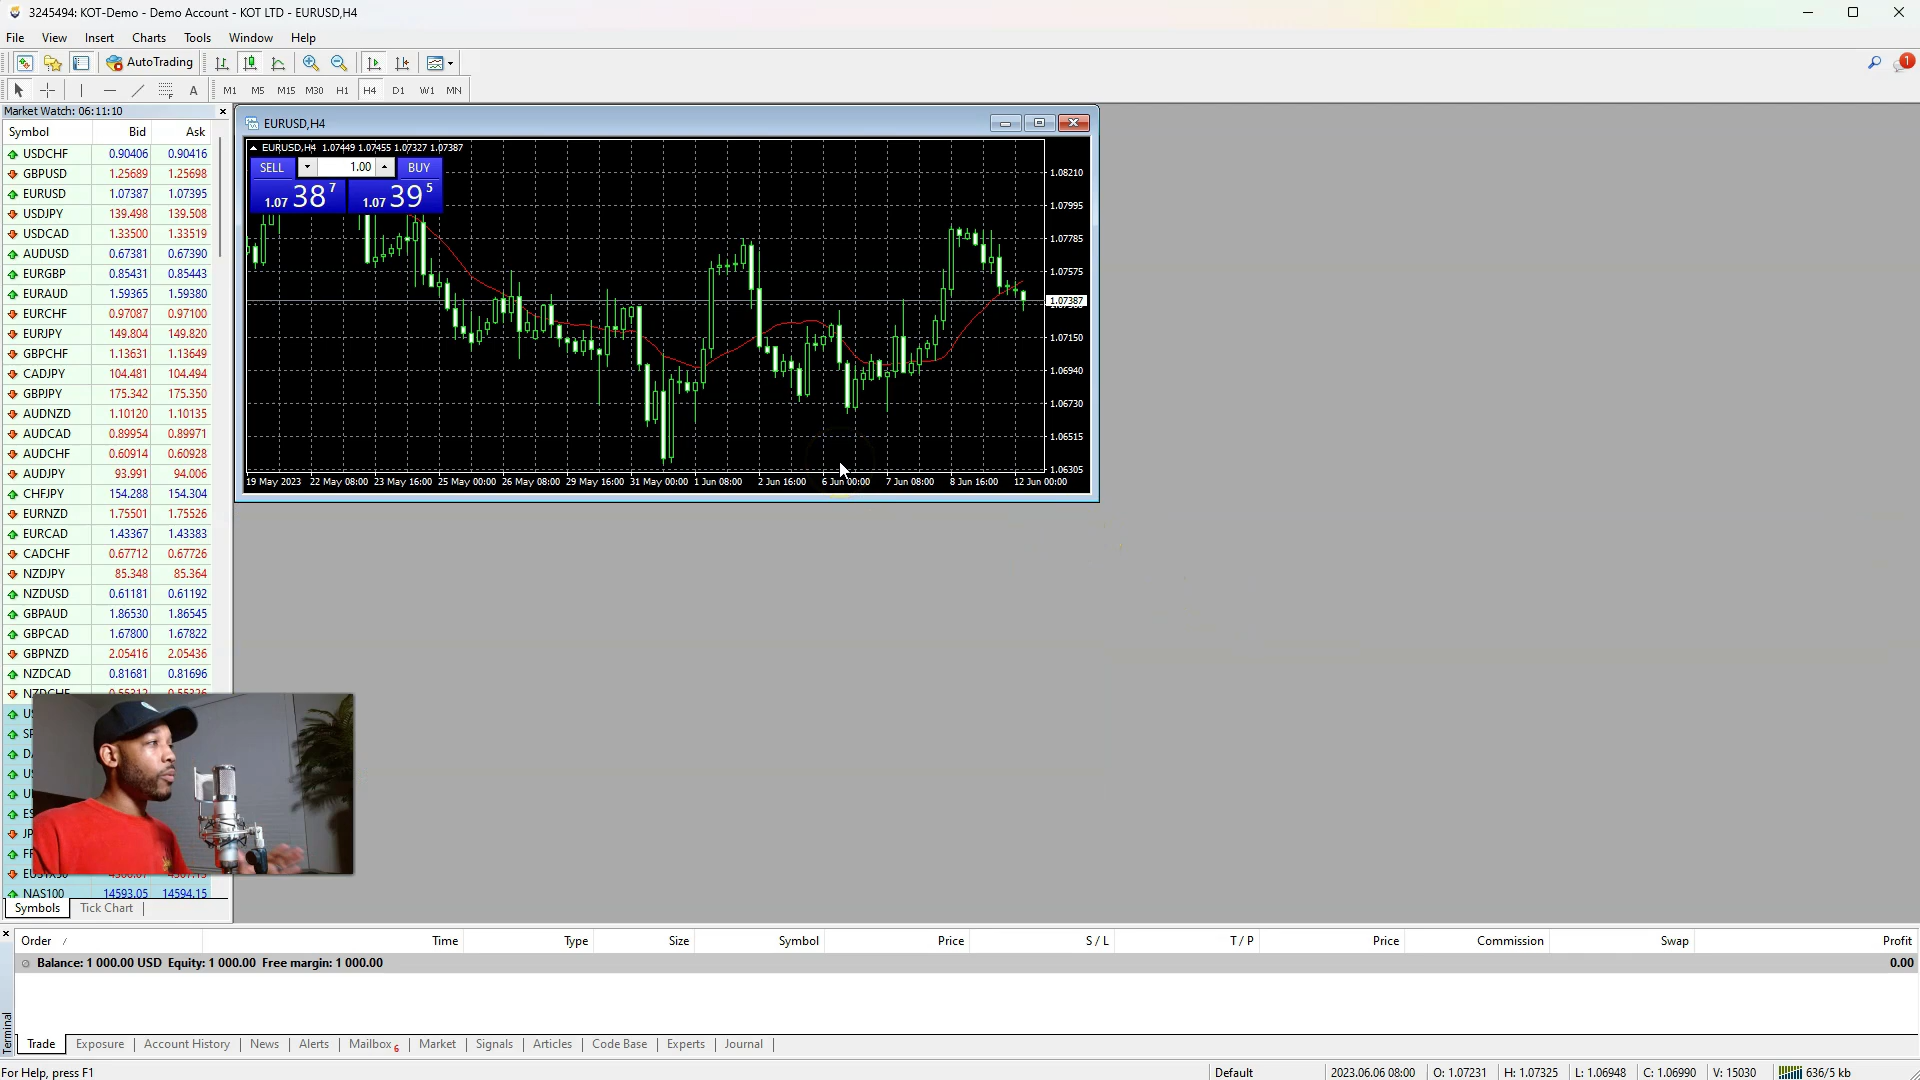 3245494: KOT-Demo - Demo Account - KOT LTD - EURUSD,H4
File View Insert Charts Tools Window Help
AutoTrading
1
A M1 M5 M15 M30 H1 H4 D1 W1 MN
Market Watch: 06:11:10
Symbol Bid Ask
USDCHF 0.90406 0.90416
GBPUSD 1.25689 1.25698
EURUSD 1.07387 1.07395
USDJPY 139.498 139.508
USDCAD 1.33500 1.33519
AUDUSD 0.67381 0.67390
EURGBP 0.85431 0.85443
EURAUD 1.59365 1.59380
EURCHF 0.97087 0.97100
EURJPY 149.804 149.820
GBPCHF 1.13631 1.13649
CADJPY 104.481 104.494
GBPJPY 175.342 175.350
AUDNZD 1.10120 1.10135
AUDCAD 0.89954 0.89971
AUDCHF 0.60914 0.60928
AUDJPY 93.991 94.006
CHFJPY 154.288 154.304
EURNZD 1.75501 1.75526
EURCAD 1.43367 1.43383
CADCHF 0.67712 0.67726
NZDJPY 85.348 85.364
NZDUSD 0.61181 0.61192
GBPAUD 1.86530 1.86545
GBPCAD 1.67800 1.67822
GBPNZD 2.05416 2.05436
NZDCAD 0.81681 0.81696
NZDCHF 0.55312 0.55326
NAS100 14593.05 14594.15
Symbols Tick Chart
EURUSD,H4
EURUSD,H4 1.07449 1.07455 1.07327 1.07387
SELL 1.00 BUY
1.07 38 7 1.07 39 5
1.08210
1.07995
1.07785
1.07575
1.07387
1.07150
1.06940
1.06730
1.06515
1.06305
19 May 2023 22 May 08:00 23 May 16:00 25 May 00:00 26 May 08:00 29 May 16:00 31 May 00:00 1 Jun 08:00 2 Jun 16:00 6 Jun 00:00 7 Jun 08:00 8 Jun 16:00 12 Jun 00:00
Order / Time Type Size Symbol Price S / L T / P Price Commission Swap Profit
Balance: 1 000.00 USD Equity: 1 000.00 Free margin: 1 000.00 0.00
Terminal
Trade Exposure Account History News Alerts Mailbox 6 Market Signals Articles Code Base Experts Journal
For Help, press F1 Default 2023.06.06 08:00 O: 1.07231 H: 1.07325 L: 1.06948 C: 1.06990 V: 15030 636/5 kb